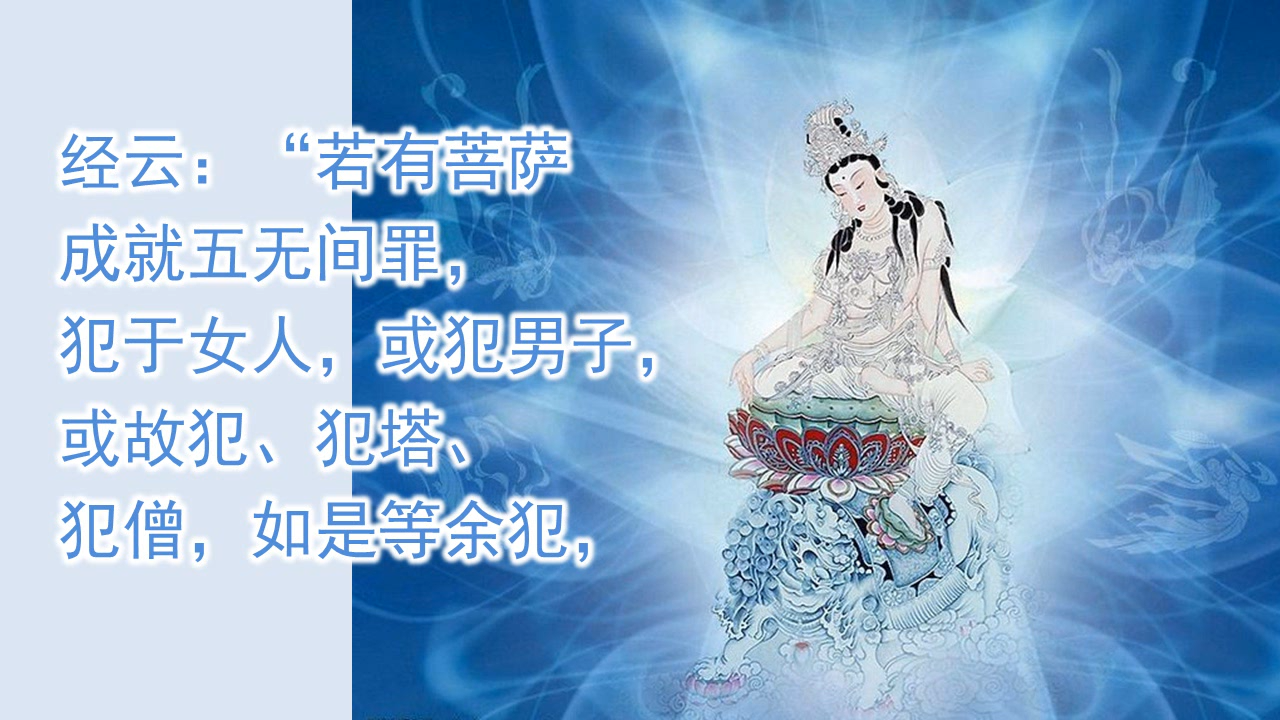 经云：“若有菩萨
成就五无间罪，
犯于女人，或犯男子，
或故犯、犯塔、
犯僧，如是等余犯，